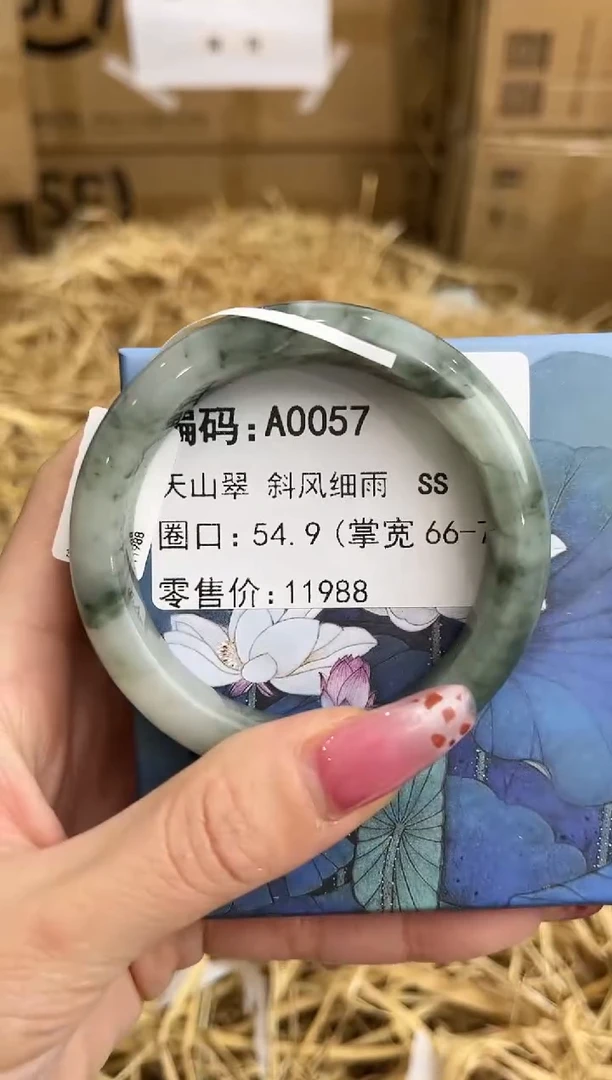 编码:A0057
天山翠 斜风细雨 SS
圈口:54.9(掌宽 66-7
零售价:11988